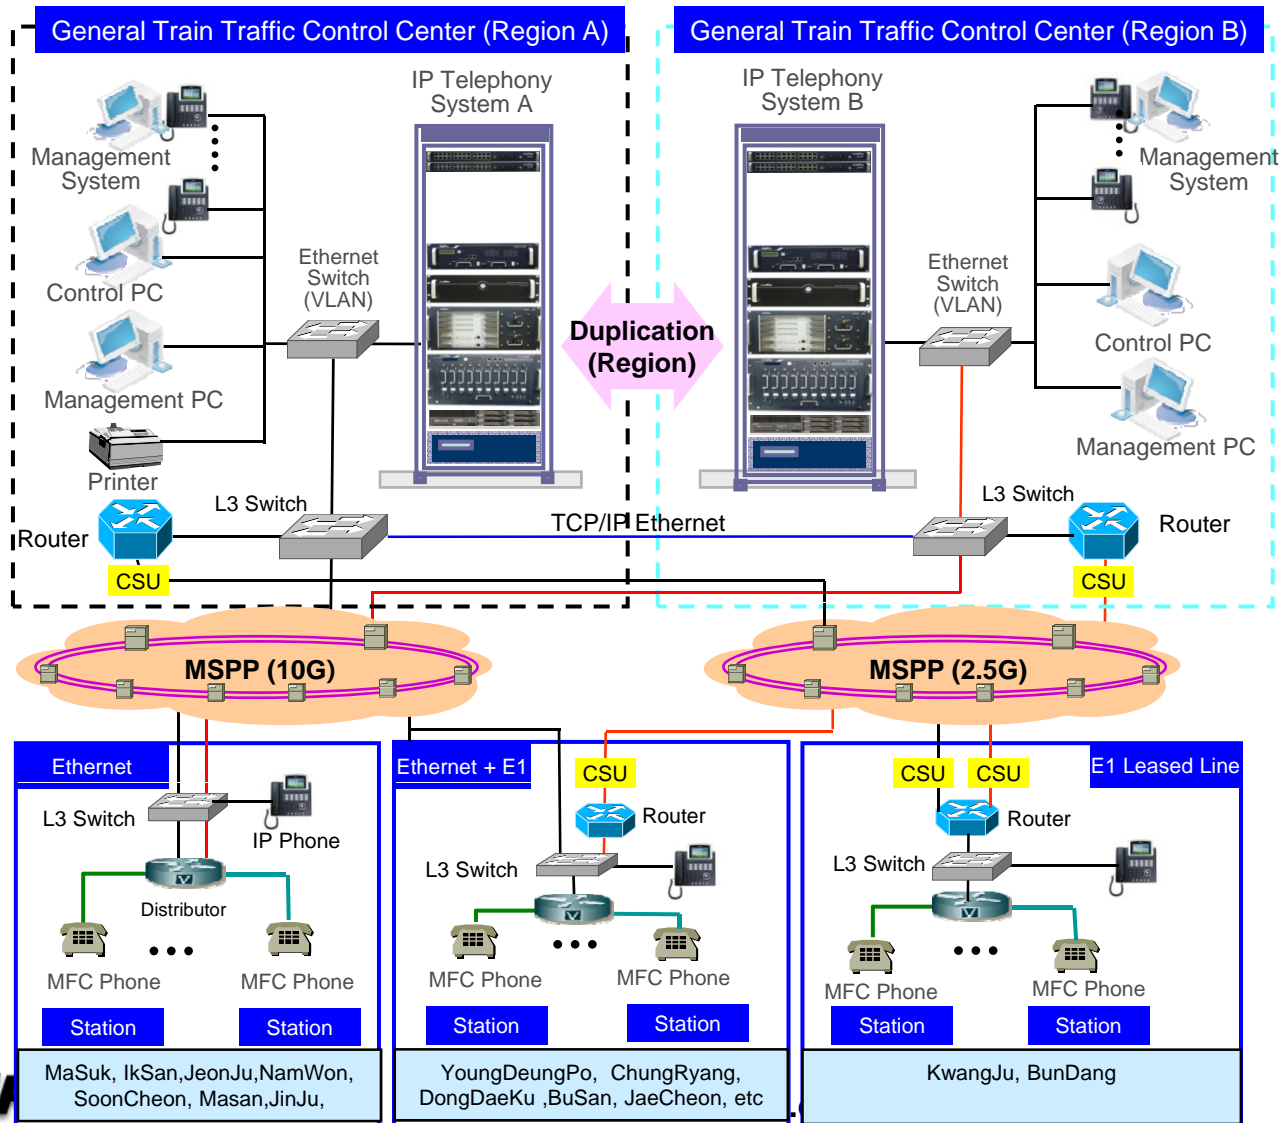 General Train Traffic Control Center (Region A)
General Train Traffic Control Center (Region B)
IP Telephony
System A
IP Telephony
System B
Management
System
Management
System
Ethernet
Switch
(VLAN)
Ethernet
Switch
(VLAN)
Control PC
Control PC
Duplication
(Region)
Management PC
Management PC
Printer
L3 Switch
L3 Switch
Router
TCP/IP Ethernet
Router
CSU
CSU
MSPP (10G)
MSPP (2.5G)
Ethernet
L3 Switch
IP Phone
Distributor
MFC Phone
MFC Phone
Station
Station
MaSuk, IkSan,JeonJu,NamWon,
SoonCheon, Masan,JinJu,
Ethernet + E1
CSU
Router
L3 Switch
MFC Phone
MFC Phone
Station
Station
YoungDeungPo, ChungRyang,
DongDaeKu ,BuSan, JaeCheon, etc
CSU
CSU
E1 Leased Line
Router
L3 Switch
MFC Phone
MFC Phone
Station
Station
KwangJu, BunDang